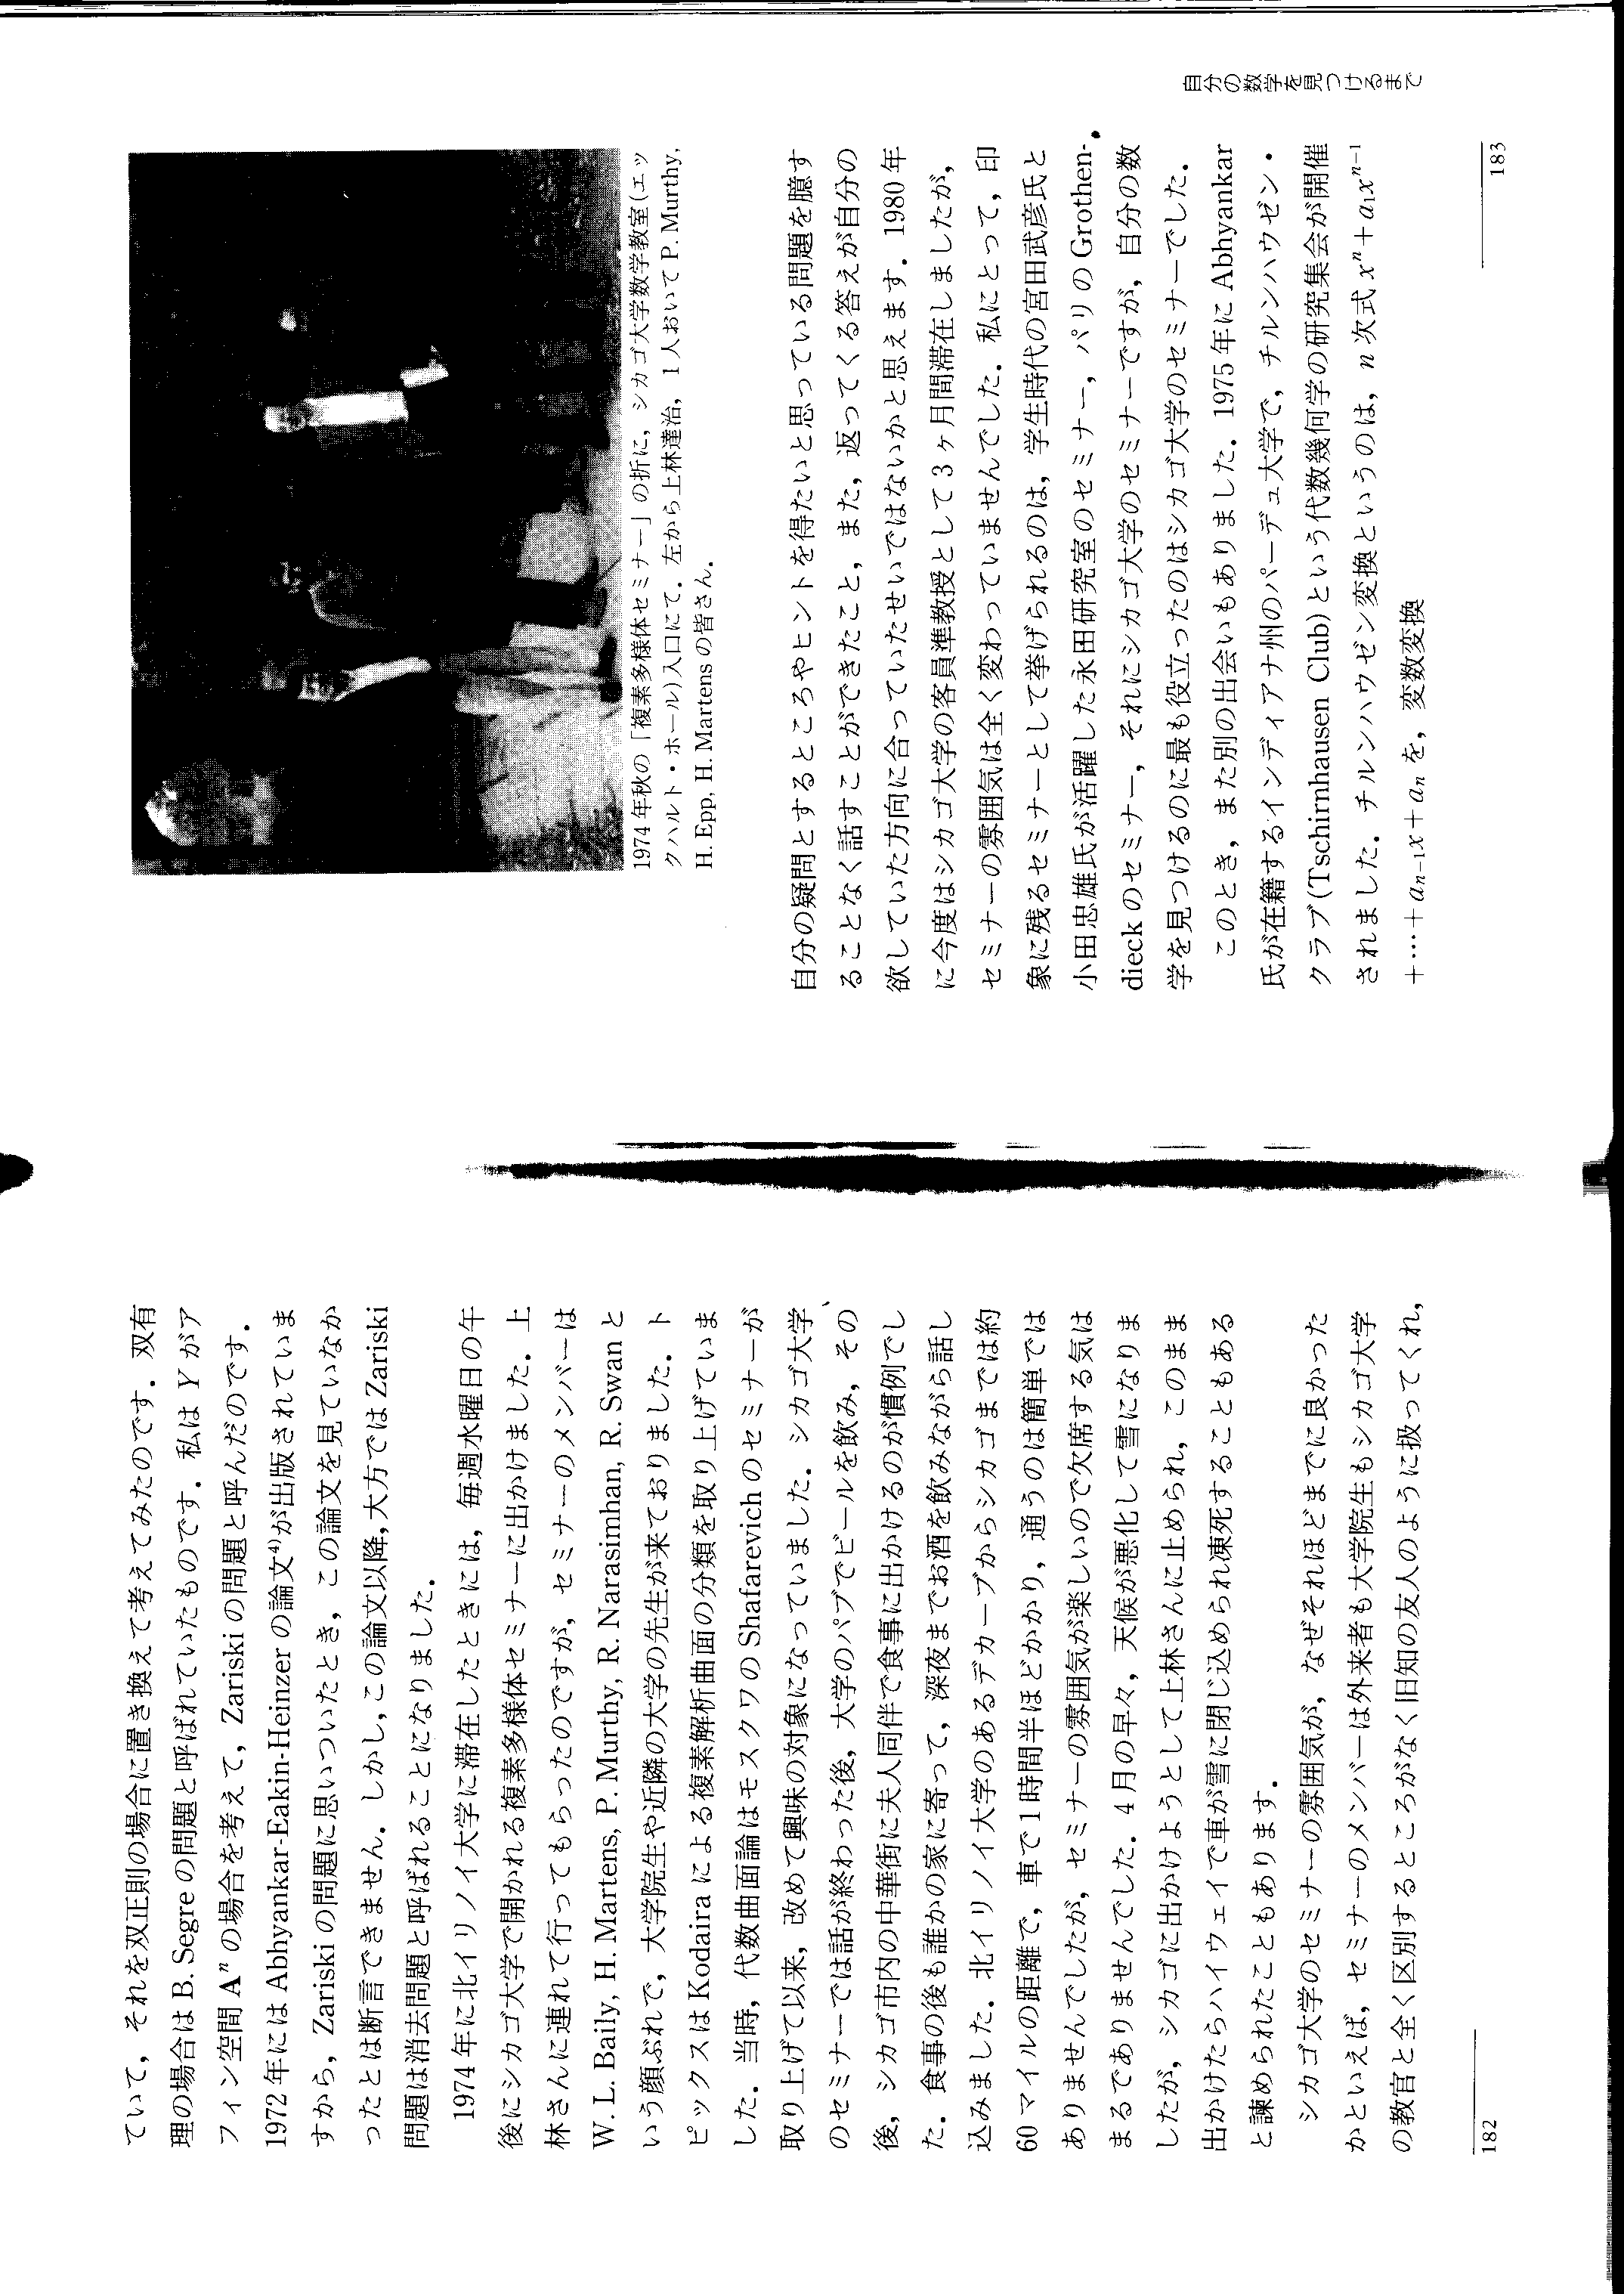 ていて，それを双正則の場合に置き換えて考えてみたのです．双有
理の場合は B. Segre の問題と呼ばれていたものです．私は Y がア
フィン空間 Aⁿ の場合を考えて，Zariski の問題と呼んだのです．
1972 年には Abhyankar-Eakin-Heinzer の論文⁴⁾が出版されていま
すから，Zariski の問題に思いついたとき，この論文を見ていなか
ったとは断言できません．しかし，この論文以降，大方では Zariski
問題は消去問題と呼ばれることになりました．
1974 年に北イリノイ大学に滞在したときには，毎週水曜日の午
後にシカゴ大学で開かれる複素多様体セミナーに出かけました．上
林さんに連れて行ってもらったのですが，セミナーのメンバーは
W. L. Baily, H. Martens, P. Murthy, R. Narasimhan, R. Swan と
いう顔ぶれで，大学院生や近隣の大学の先生が来ておりました．ト
ピックスは Kodaira による複素解析曲面の分類を取り上げていま
した．当時，代数曲面論はモスクワの Shafarevich のセミナーが
取り上げて以来，改めて興味の対象になっていました．シカゴ大学
のセミナーでは話が終わった後，大学のパブでビールを飲み，その
後，シカゴ市内の中華街に夫人同伴で食事に出かけるのが慣例でし
た．食事の後も誰かの家に寄って，深夜までお酒を飲みながら話し
込みました．北イリノイ大学のあるデカーブからシカゴまでは約
60 マイルの距離で，車で 1 時間半ほどかかり，通うのは簡単では
ありませんでしたが，セミナーの雰囲気が楽しいので欠席する気は
まるでありませんでした．4 月の早々，天候が悪化して雪になりま
したが，シカゴに出かけようとして上林さんに止められ，このまま
出かけたらハイウェイで車が雪に閉じ込められ凍死することもある
と諫められたこともあります．
シカゴ大学のセミナーの雰囲気が，なぜそれほどまでに良かった
かといえば，セミナーのメンバーは外来者も大学院生もシカゴ大学
の教官と全く区別するところがなく旧知の友人のように扱ってくれ，
182
自分の数学を見つけるまで
1974 年秋の「複素多様体セミナー」の折に，シカゴ大学数学教室(エッ
クハルト・ホール)入口にて．左から上林達治，1 人おいて P. Murthy,
H. Epp, H. Martens の皆さん．
自分の疑問とするところやヒントを得たいと思っている問題を臆す
ることなく話すことができたこと，また，返ってくる答えが自分の
欲していた方向に合っていたせいではないかと思えます．1980 年
に今度はシカゴ大学の客員準教授として 3 ヶ月間滞在しましたが，
セミナーの雰囲気は全く変わっていませんでした．私にとって，印
象に残るセミナーとして挙げられるのは，学生時代の宮田武彦氏と
小田忠雄氏が活躍した永田研究室のセミナー，パリの Grothen-
dieck のセミナー，それにシカゴ大学のセミナーですが，自分の数
学を見つけるのに最も役立ったのはシカゴ大学のセミナーでした．
このとき，また別の出会いもありました．1975 年に Abhyankar
氏が在籍するインディアナ州のパーデュ大学で，チルンハウゼン・
クラブ(Tschirnhausen Club)という代数幾何学の研究集会が開催
されました．チルンハウゼン変換というのは，n 次式 xⁿ+a₁xⁿ⁻¹
+…+aₙ₋₁x+aₙ を，変数変換
183